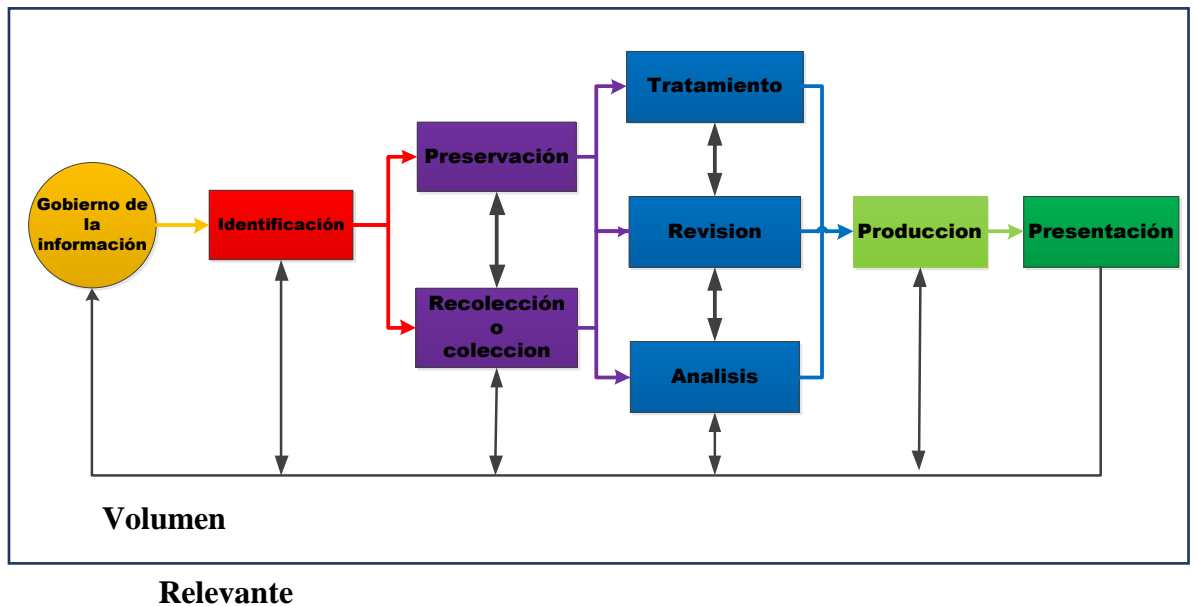 Gobierno de
la
información
Identificación
Preservación
Recolección
o
coleccion
Tratamiento
Revision
Analisis
Produccion
Presentación
Volumen
Relevante